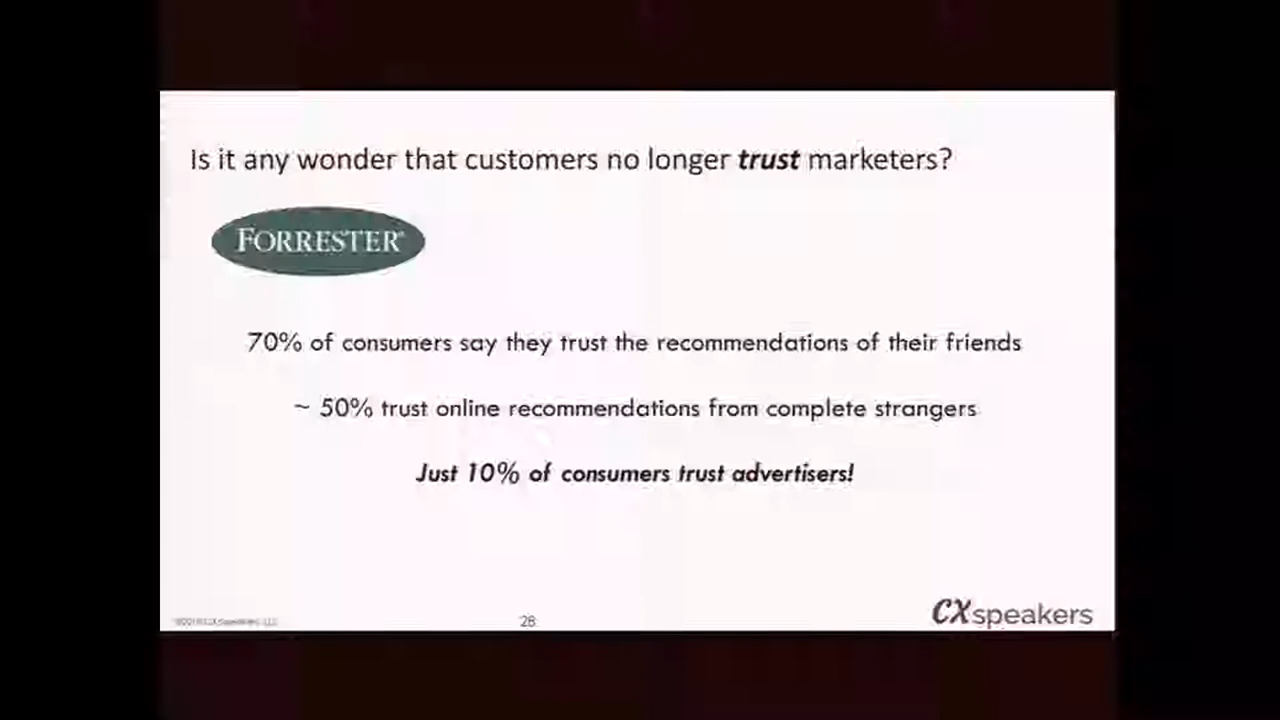 Is it any wonder that customers no longer trust marketers?
FORRESTER
70% of consumers say they trust the recommendations of their friends
~ 50% trust online recommendations from complete strangers
Just 10% of consumers trust advertisers!
28
CXspeakers